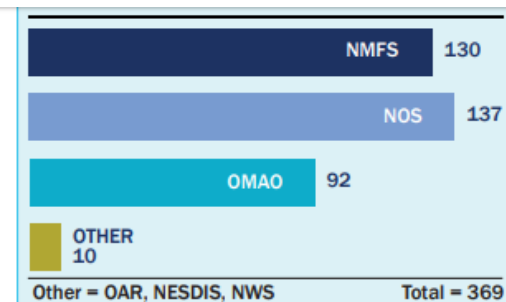 NMFS 130
NOS 137
OMAO 92
OTHER
10
Other = OAR, NESDIS, NWS Total = 369